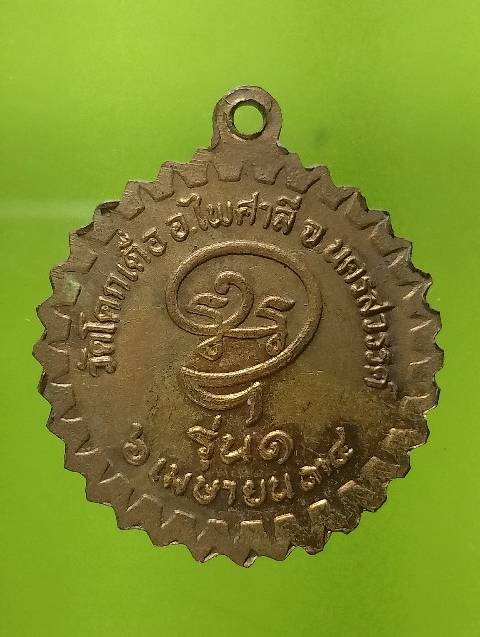 วัดโคกเดื่อ อ.ไพศาลี จ.นครสวรรค์
รุ่น๑
๖ เมษายน ๓๔